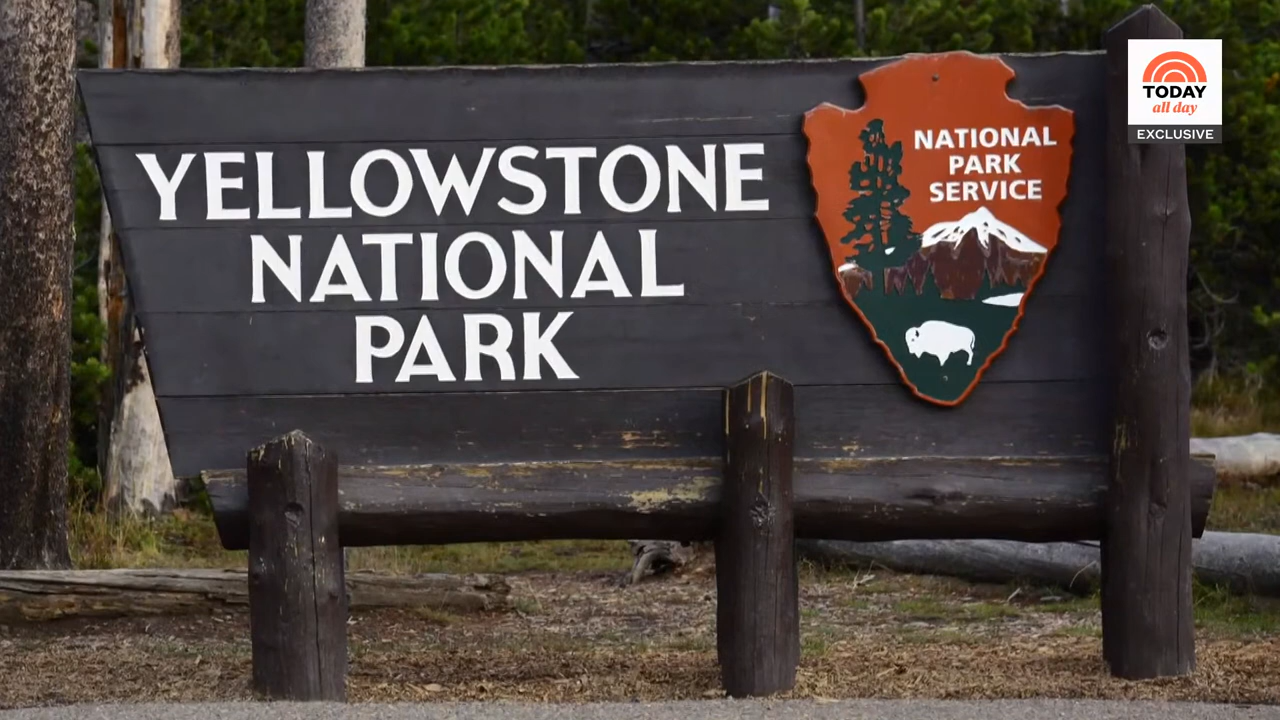 YELLOWSTONE
NATIONAL
PARK
NATIONAL
PARK
SERVICE
TODAY
all day
EXCLUSIVE